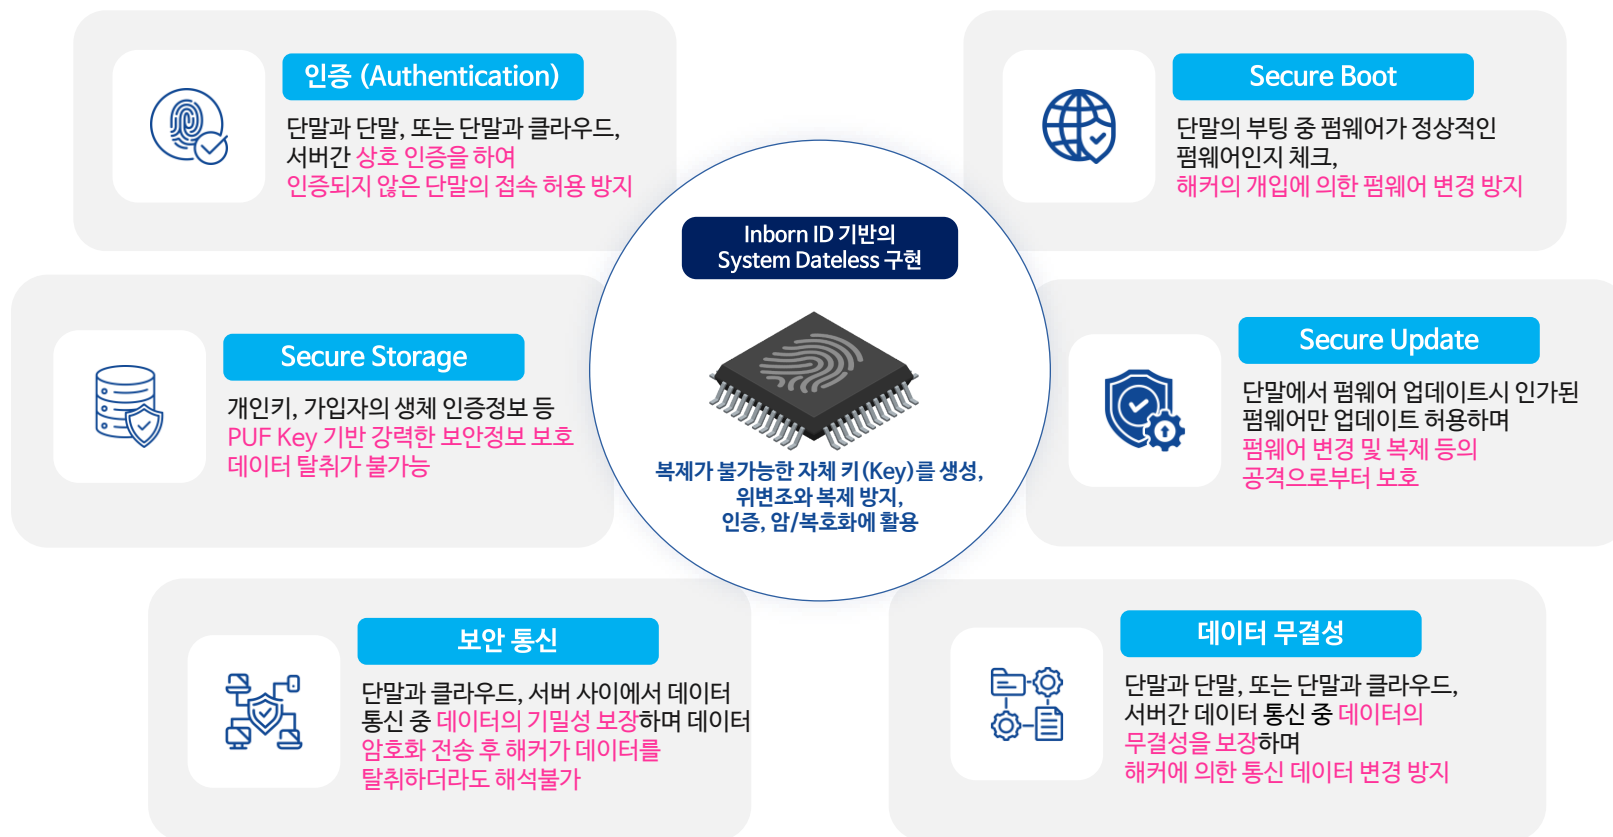 인증 (Authentication)
단말과 단말, 또는 단말과 클라우드,
서버간 상호 인증을 하여
인증되지 않은 단말의 접속 허용 방지
Secure Boot
단말의 부팅 중 펌웨어가 정상적인
펌웨어인지 체크,
해커의 개입에 의한 펌웨어 변경 방지
Inborn ID 기반의
System Dateless 구현
복제가 불가능한 자체 키(Key)를 생성,
위변조와 복제 방지,
인증, 암/복호화에 활용
Secure Storage
개인키, 가입자의 생체 인증정보 등
PUF Key 기반 강력한 보안정보 보호
데이터 탈취가 불가능
Secure Update
단말에서 펌웨어 업데이트시 인가된
펌웨어만 업데이트 허용하며
펌웨어 변경 및 복제 등의
공격으로부터 보호
보안 통신
단말과 클라우드, 서버 사이에서 데이터
통신 중 데이터의 기밀성 보장하며 데이터
암호화 전송 후 해커가 데이터를
탈취하더라도 해석불가
데이터 무결성
단말과 단말, 또는 단말과 클라우드,
서버간 데이터 통신 중 데이터의
무결성을 보장하며
해커에 의한 통신 데이터 변경 방지